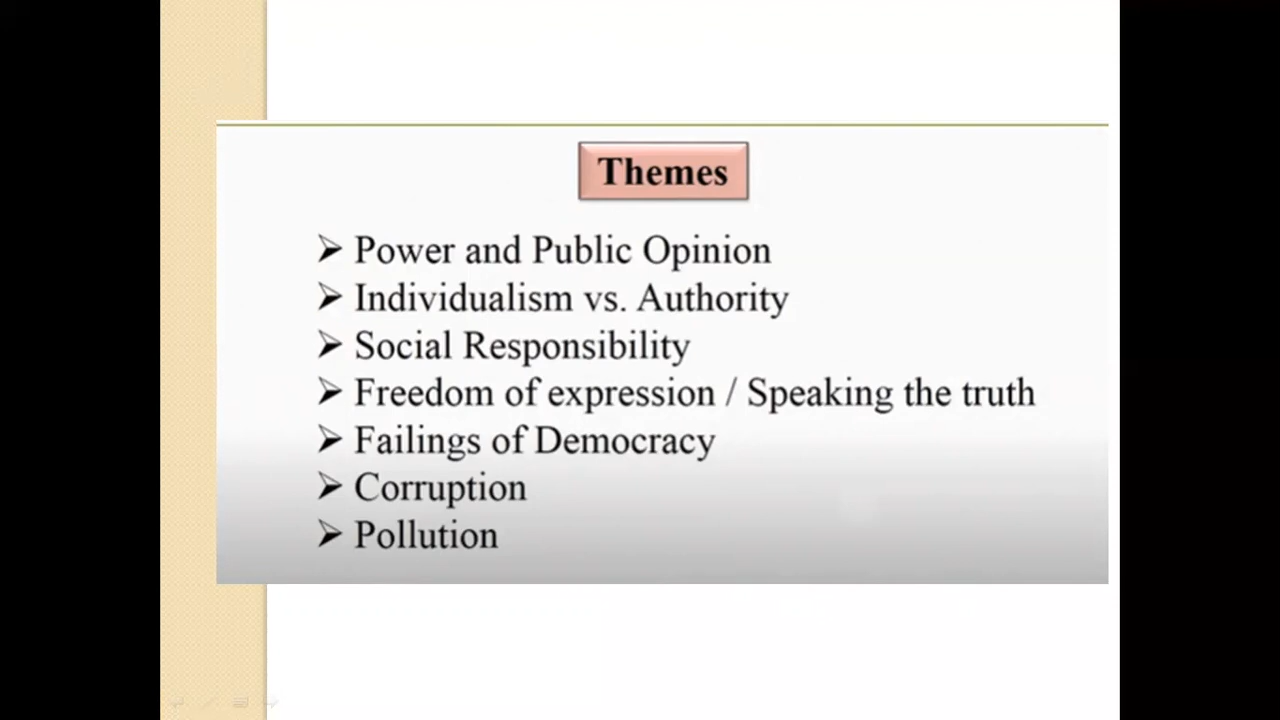 Themes
➢ Power and Public Opinion
➢ Individualism vs. Authority
➢ Social Responsibility
➢ Freedom of expression / Speaking the truth
➢ Failings of Democracy
➢ Corruption
➢ Pollution